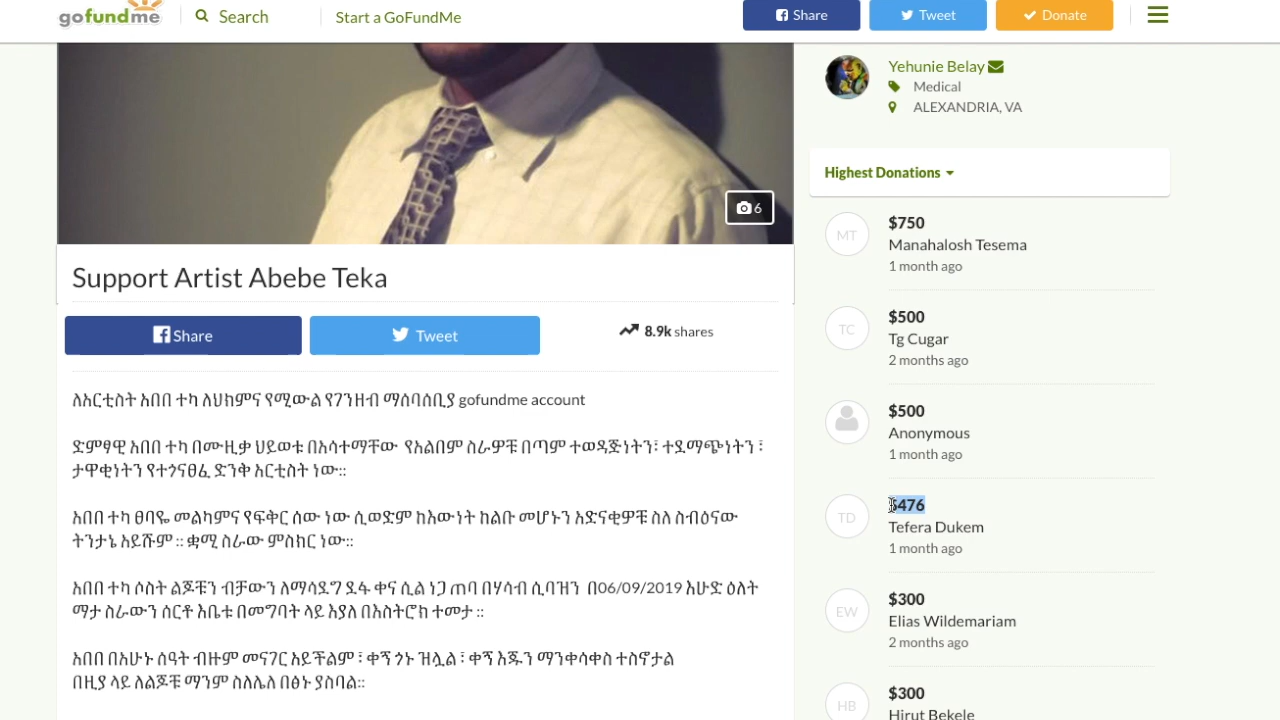 gofundme
Search
Start a GoFundMe
Share
Tweet
Donate
6
Support Artist Abebe Teka
Share
Tweet
8.9k shares
ለአርቲስት አበበ ተካ ለህክምና የሚውል የገንዘብ ማሰባሰቢያ gofundme account
ድምፃዊ አበበ ተካ በሙዚቃ ህይወቱ በአሳተማቸው የአልበም ስራዎቹ በጣም ተወዳጅነትን፣ ተደማጭነትን ፣
ታዋቂነትን የተጎናፀፈ ድንቅ አርቲስት ነው።
አበበ ተካ ፀባዬ መልካምና የፍቅር ሰው ነው ሲወድም ከእውነት ከልቡ መሆኑን አድናቂዎቹ ስለ ስብዕናው
ትንታኔ አይሹም ። ቋሚ ስራው ምስክር ነው።
አበበ ተካ ሶስት ልጆቹን ብቻውን ለማሳደግ ደፋ ቀና ሲል ነጋ ጠባ በሃሳብ ሲባዝን በ06/09/2019 እሁድ ዕለት
ማታ ስራውን ሰርቶ እቤቱ በመግባት ላይ እያለ በእስትሮክ ተመታ ።
አበበ በአሁኑ ሰዓት ብዙም መናገር አይችልም ፣ ቀኝ ጎኑ ዝሏል ፣ ቀኝ እጁን ማንቀሳቀስ ተስኖታል
በዚያ ላይ ለልጆቹ ማንም ስለሌለ በፅኑ ያስባል።
Yehunie Belay
Medical
ALEXANDRIA, VA
Highest Donations
MT
$750
Manahalosh Tesema
1 month ago
TC
$500
Tg Cugar
2 months ago
$500
Anonymous
1 month ago
TD
$476
Tefera Dukem
1 month ago
EW
$300
Elias Wildemariam
2 months ago
HB
$300
Hirut Bekele